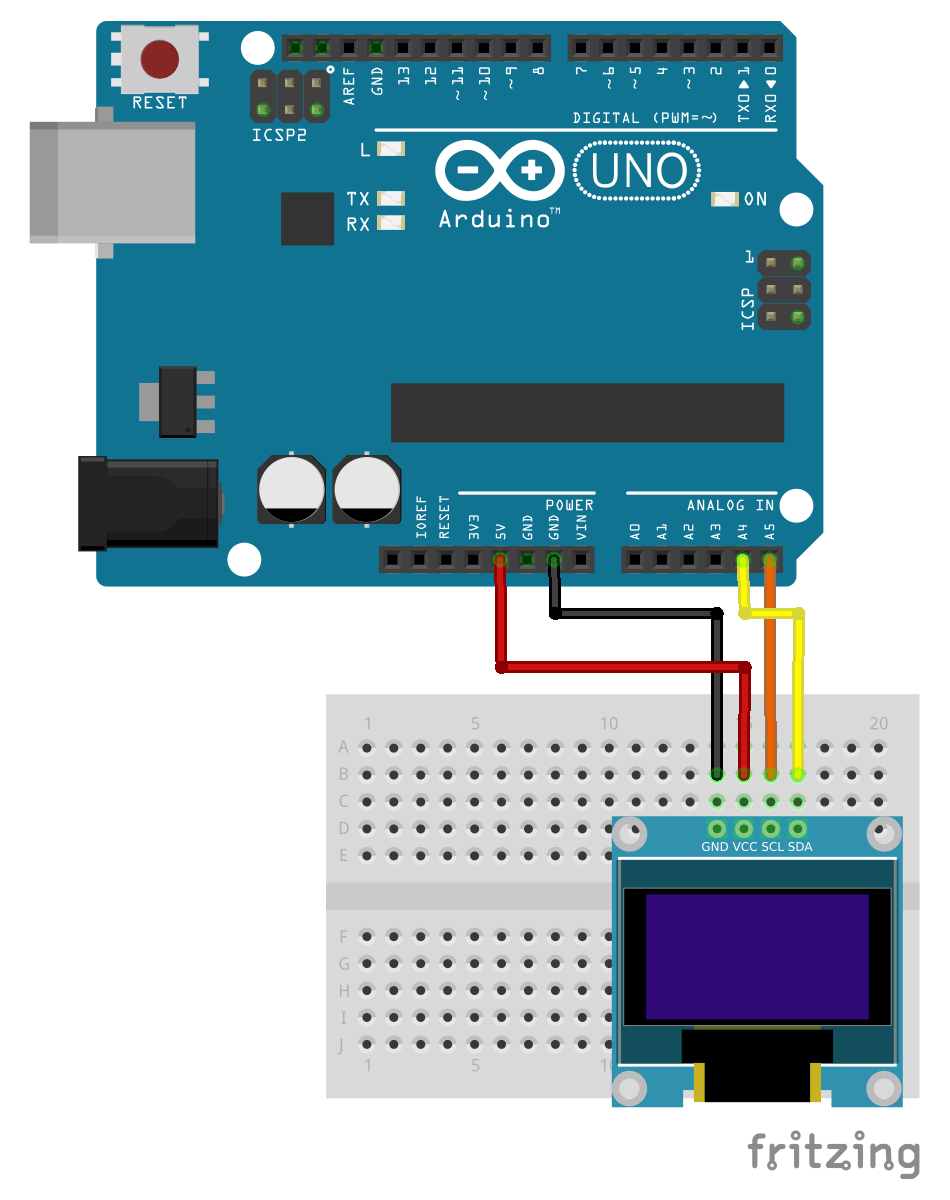 RESET
ICSP2
AREF
GND
13
12
~11
~10
~9
8
7
~6
~5
4
~3
2
TX0▶1
RX0◀0
DIGITAL (PWM=~)
L
TX
RX
UNO
Arduino™
ON
1
ICSP
POWER
ANALOG IN
IOREF
RESET
3V3
5V
GND
GND
VIN
A0
A1
A2
A3
A4
A5
1 5 10 20
A
B
C
D
E
GND VCC SCL SDA
F
G
H
I
J
1 5
fritzing